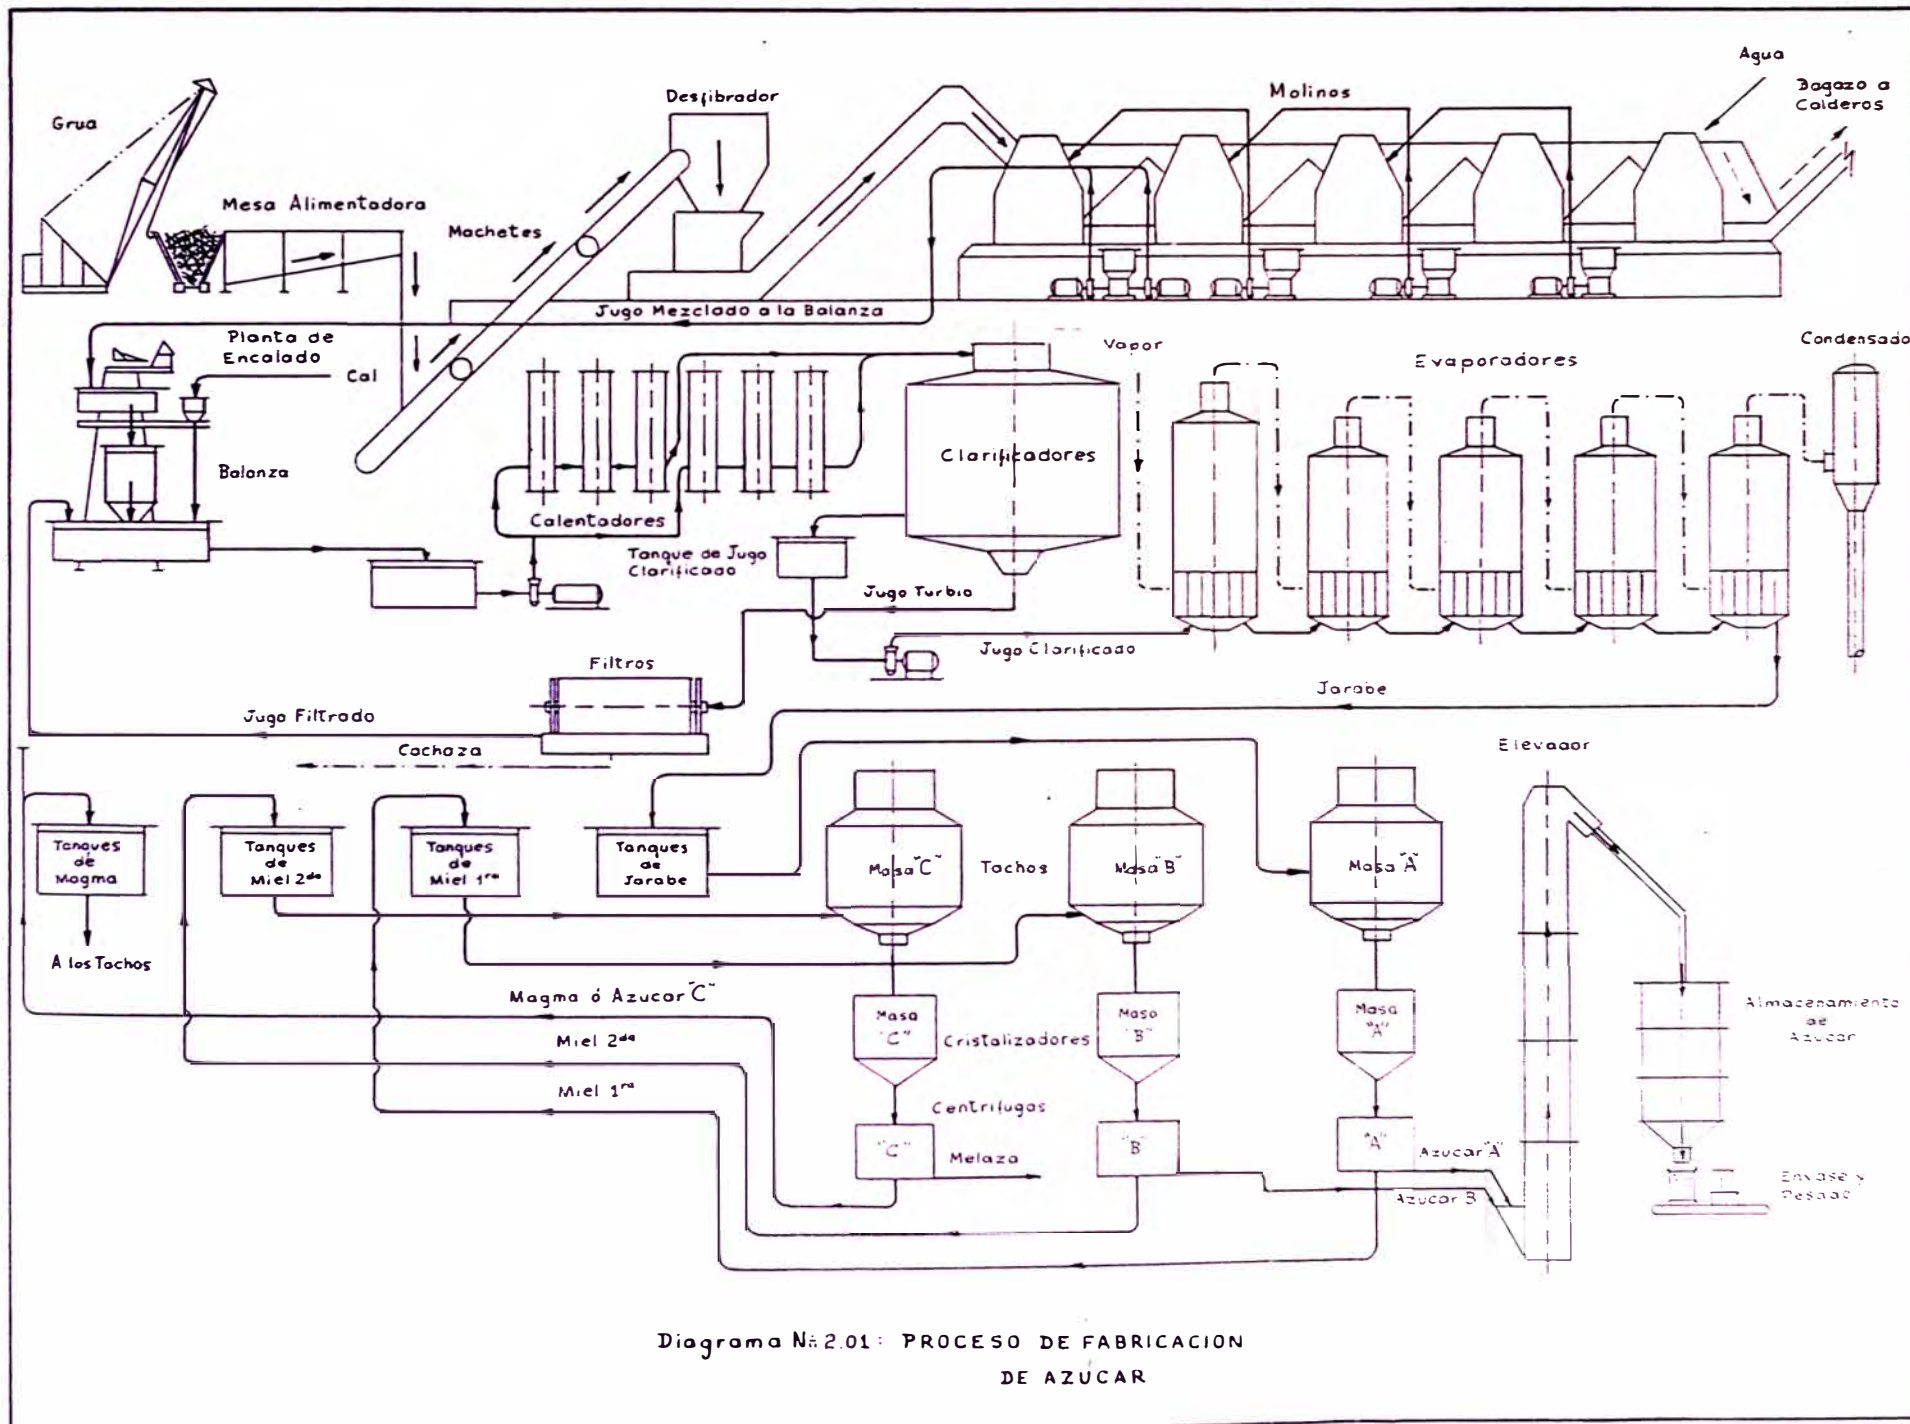 Grua
Mesa Alimentadora
Machetes
Desfibrador
Molinos
Agua
Bagazo a
Calderos
Jugo Mezclado a la Balanza
Planta de
Encalado
Cal
Balanza
Calentadores
Clarificadores
Vapor
Evaporadores
Condensado
Tanque de Jugo
Clarificado
Jugo Turbio
Jugo Clarificado
Filtros
Jugo Filtrado
Cachaza
Jarabe
Elevador
Tanques
de
Magma
Tanques
de
Miel 2da
Tanques
de
Miel 1ra
Tanques
de
Jarabe
Masa "C"
Tachos
Masa "B"
Masa "A"
A los Tachos
Magma ó Azucar "C"
Miel 2da
Miel 1ra
Masa
"C"
Cristalizadores
Masa
"B"
Masa
"A"
Almacenamiento
de
Azucar
Centrifugas
"C"
Melaza
"B"
"A"
Azucar "A"
Azucar B
Envase y
Pesado
Diagrama No 2.01: PROCESO DE FABRICACION
DE AZUCAR